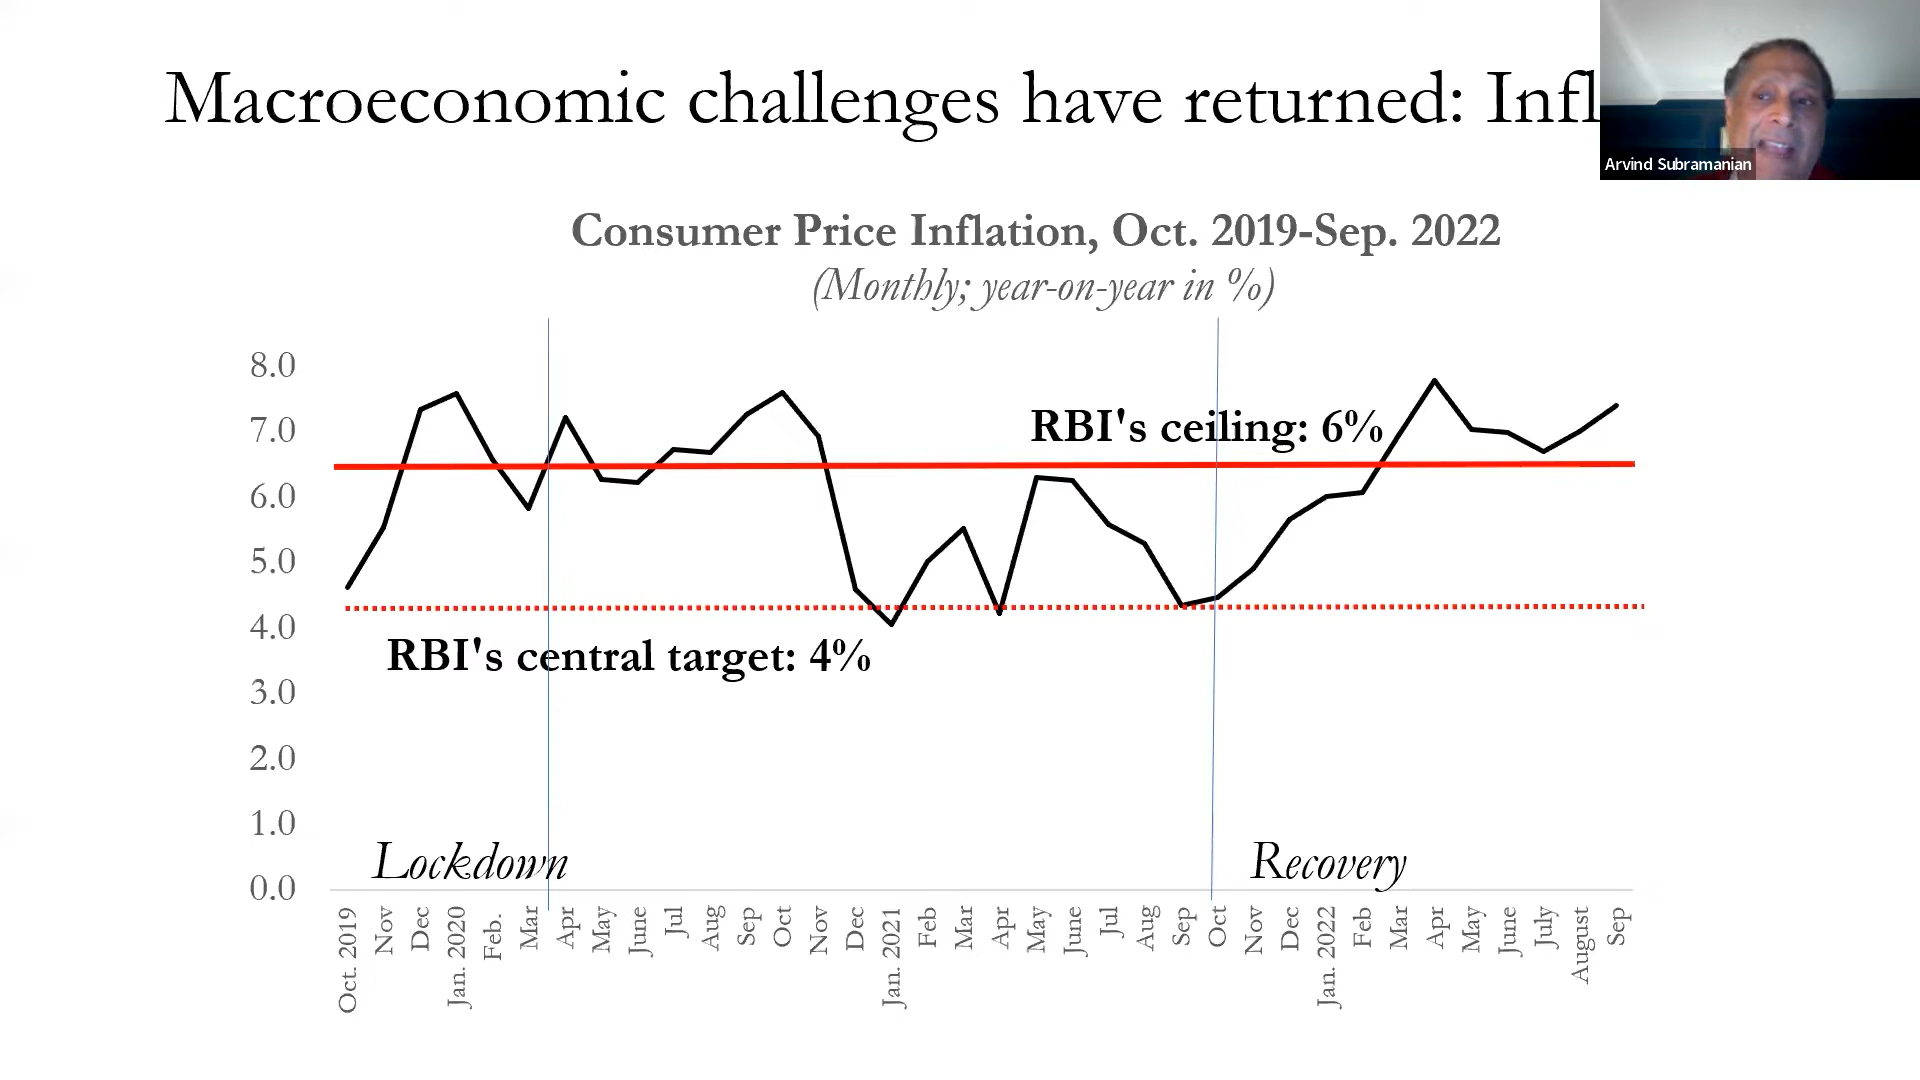 Macroeconomic challenges have returned: Infl
Arvind Subramanian
Consumer Price Inflation, Oct. 2019-Sep. 2022
(Monthly; year-on-year in %)
8.0
7.0
6.0
5.0
4.0
3.0
2.0
1.0
0.0
RBI's ceiling: 6%
RBI's central target: 4%
Lockdown
Recovery
Oct. 2019
Nov
Dec
Jan. 2020
Feb.
Mar
Apr
May
June
Jul
Aug
Sep
Oct
Nov
Dec
Jan. 2021
Feb
Mar
Apr
May
June
Jul
Aug
Sep
Oct
Nov
Dec
Jan. 2022
Feb
Mar
Apr
May
June
July
August
Sep